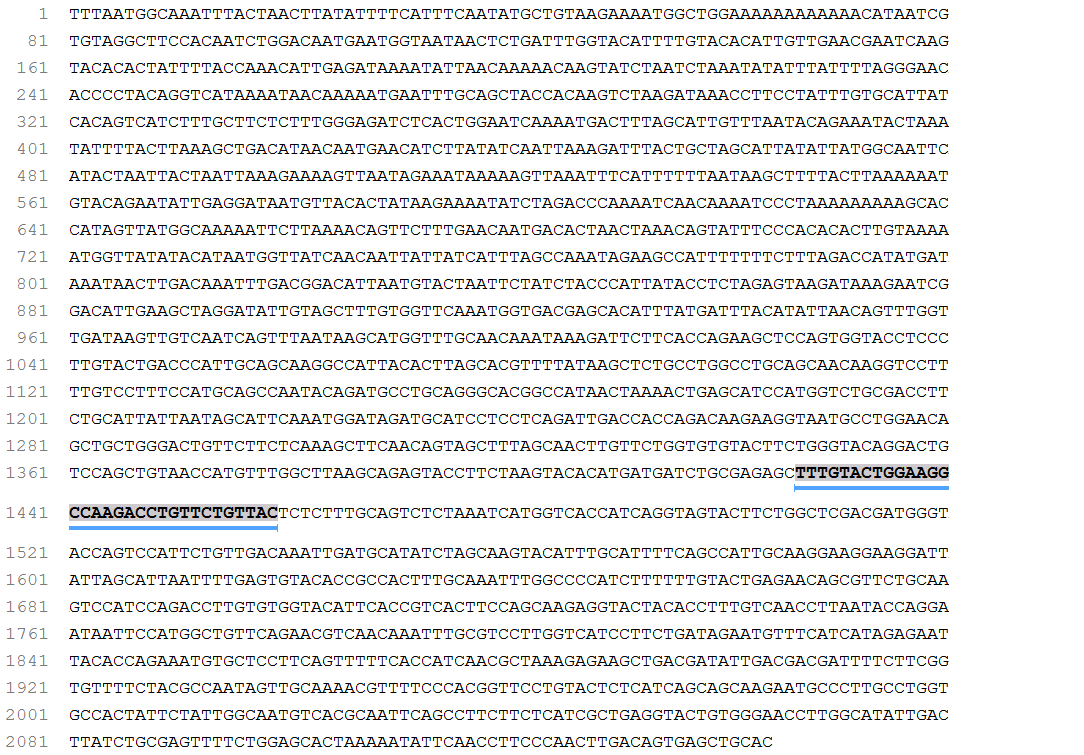 1 TTTAATGGCAAATTTACTAACTTATATTTTCATTTCAATATGCTGTAAGAAAATGGCTGGAAAAAAAAAAAAACATAATCG
81 TGTAGGCTTCCACAATCTGGACAATGAATGGTAATAACTCTGATTTGGTACATTTTGTACACATTGTTGAACGAATCAAG
161 TACACACTATTTTACCAAACATTGAGATAAAATATTAACAAAAACAAGTATCTAATCTAAATATATTTATTTTAGGGAAC
241 ACCCCTACAGGTCATAAAATAACAAAAATGAATTTGCAGCTACCACAAGTCTAAGATAAACCTTCCTATTTGTGCATTAT
321 CACAGTCATCTTTGCTTCTCTTTGGGAGATCTCACTGGAATCAAAATGACTTTAGCATTGTTTAATACAGAAATACTAAA
401 TATTTTACTTAAAGCTGACATAACAATGAACATCTTATATCAATTAAAGATTTACTGCTAGCATTATATTATGGCAATTC
481 ATACTAATTACTAATTAAAGAAAAGTTAATAGAAATAAAAAGTTAAATTTCATTTTTTAATAAGCTTTTACTTAAAAAAT
561 GTACAGAATATTGAGGATAATGTTACACTATAAGAAAATATCTAGACCCAAAATCAACAAAATCCCTAAAAAAAAAGCAC
641 CATAGTTATGGCAAAAATTCTTAAAACAGTTCTTTGAACAATGACACTAACTAAACAGTATTTCCCACACACTTGTAAAA
721 ATGGTTATATACATAATGGTTATCAACAATTATTATCATTTAGCCAAATAGAAGCCATTTTTTTCTTTAGACCATATGAT
801 AAATAACTTGACAAATTTGACGGACATTAATGTACTAATTCTATCTACCCATTATACCTCTAGAGTAAGATAAAGAATCG
881 GACATTGAAGCTAGGATATTGTAGCTTTGTGGTTCAAATGGTGACGAGCACATTTATGATTTACATATTAACAGTTTGGT
961 TGATAAGTTGTCAATCAGTTTAATAAGCATGGTTTGCAACAAATAAAGATTCTTCACCAGAAGCTCCAGTGGTACCTCCC
1041 TTGTACTGACCCATTGCAGCAAGGCCATTACACTTAGCACGTTTTATAAGCTCTGCCTGGCCTGCAGCAACAAGGTCCTT
1121 TTGTCCTTTCCATGCAGCCAATACAGATGCCTGCAGGGCACGGCCATAACTAAAACTGAGCATCCATGGTCTGCGACCTT
1201 CTGCATTATTAATAGCATTCAAATGGATAGATGCATCCTCCTCAGATTGACCACCAGACAAGAAGGTAATGCCTGGAACA
1281 GCTGCTGGGACTGTTCTTCTCAAAGCTTCAACAGTAGCTTTAGCAACTTGTTCTGGTGTGTACTTCTGGGTACAGGACTG
1361 TCCAGCTGTAACCATGTTTGGCTTAAGCAGAGTACCTTCTAAGTACACATGATGATCTGCGAGAGCTTTGTACTGGAAGG
1441 CCAAGACCTGTTCTGTTACTCTCTTTGCAGTCTCTAAATCATGGTCACCATCAGGTAGTACTTCTGGCTCGACGATGGGT
1521 ACCAGTCCATTCTGTTGACAAATTGATGCATATCTAGCAAGTACATTTGCATTTTCAGCCATTGCAAGGAAGGAAGGATT
1601 ATTAGCATTAATTTTGAGTGTACACCGCCACTTTGCAAATTTGGCCCCATCTTTTTTGTACTGAGAACAGCGTTCTGCAA
1681 GTCCATCCAGACCTTGTGTGGTACATTCACCGTCACTTCCAGCAAGAGGTACTACACCTTTGTCAACCTTAATACCAGGA
1761 ATAATTCCATGGCTGTTCAGAACGTCAACAAATTTGCGTCCTTGGTCATCCTTCTGATAGAATGTTTCATCATAGAGAAT
1841 TACACCAGAAATGTGCTCCTTCAGTTTTTCACCATCAACGCTAAAGAGAAGCTGACGATATTGACGACGATTTTCTTCGG
1921 TGTTTTCTACGCCAATAGTTGCAAAACGTTTTCCCACGGTTCCTGTACTCTCATCAGCAGCAAGAATGCCCTTGCCTGGT
2001 GCCACTATTCTATTGGCAATGTCACGCAATTCAGCCTTCTTCTCATCGCTGAGGTACTGTGGGAACCTTGGCATATTGAC
2081 TTATCTGCGAGTTTTCTGGAGCACTAAAAATATTCAACCTTCCCAACTTGACAGTGAGCTGCAC